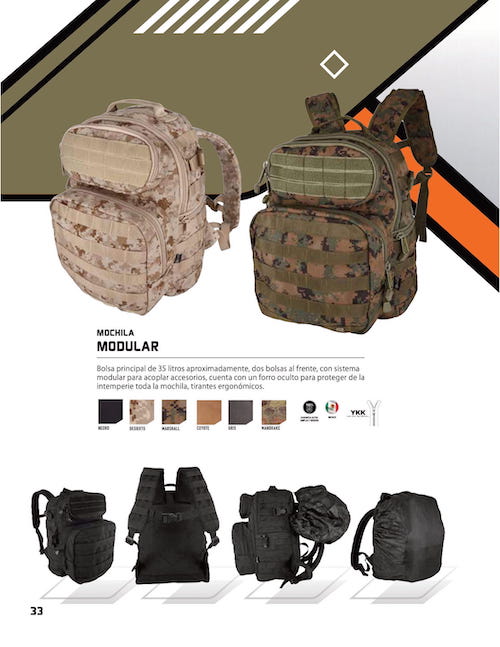 MOCHILA
MODULAR
Bolsa principal de 35 litros aproximadamente, dos bolsas al frente, con sistema
modular para acoplar accesorios, cuenta con un forro oculto para proteger de la
intemperie toda la mochila, tirantes ergonómicos.
NEGRO DESIERTO MARSHALL COYOTE GRIS MANDRAKE
YKK
33